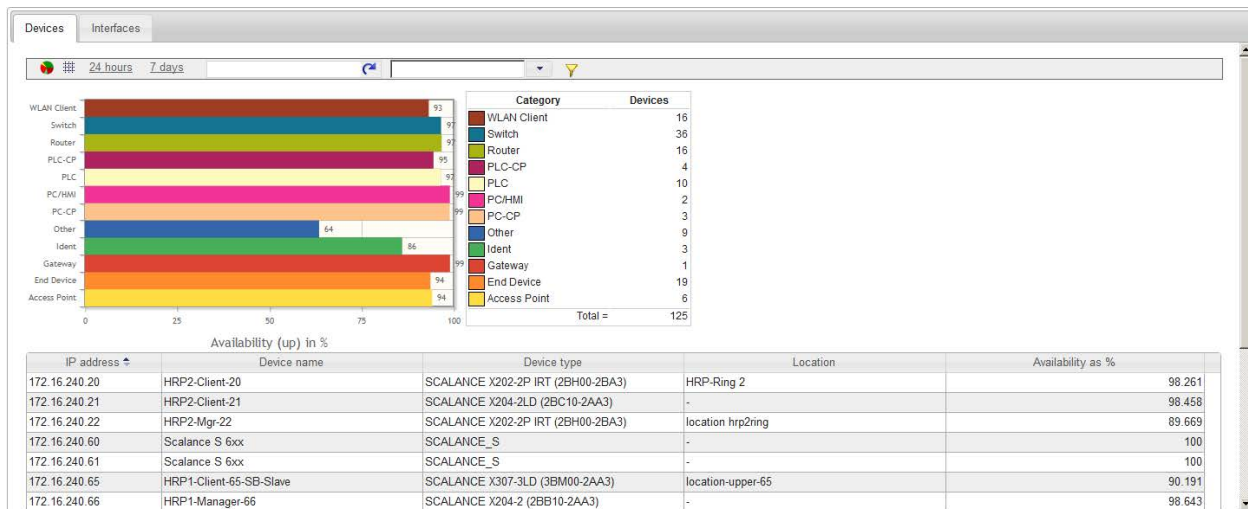 Devices Interfaces
24 hours 7 days
WLAN Client 93
Switch 97
Router 97
PLC-CP 95
PLC 97
PC/HMI 99
PC-CP 99
Other 64
Ident 86
Gateway 99
End Device 94
Access Point 94
0 25 50 75 100
Availability (up) in %
Category Devices
WLAN Client 16
Switch 36
Router 16
PLC-CP 4
PLC 10
PC/HMI 2
PC-CP 3
Other 9
Ident 3
Gateway 1
End Device 19
Access Point 6
Total = 125
IP address Device name Device type Location Availability as %
172.16.240.20 HRP2-Client-20 SCALANCE X202-2P IRT (2BH00-2BA3) HRP-Ring 2 98.261
172.16.240.21 HRP2-Client-21 SCALANCE X204-2LD (2BC10-2AA3) - 98.458
172.16.240.22 HRP2-Mgr-22 SCALANCE X202-2P IRT (2BH00-2BA3) location hrp2ring 89.669
172.16.240.60 Scalance S 6xx SCALANCE_S - 100
172.16.240.61 Scalance S 6xx SCALANCE_S - 100
172.16.240.65 HRP1-Client-65-SB-Slave SCALANCE X307-3LD (3BM00-2AA3) location-upper-65 90.191
172.16.240.66 HRP1-Manager-66 SCALANCE X204-2 (2BB10-2AA3) - 98.643